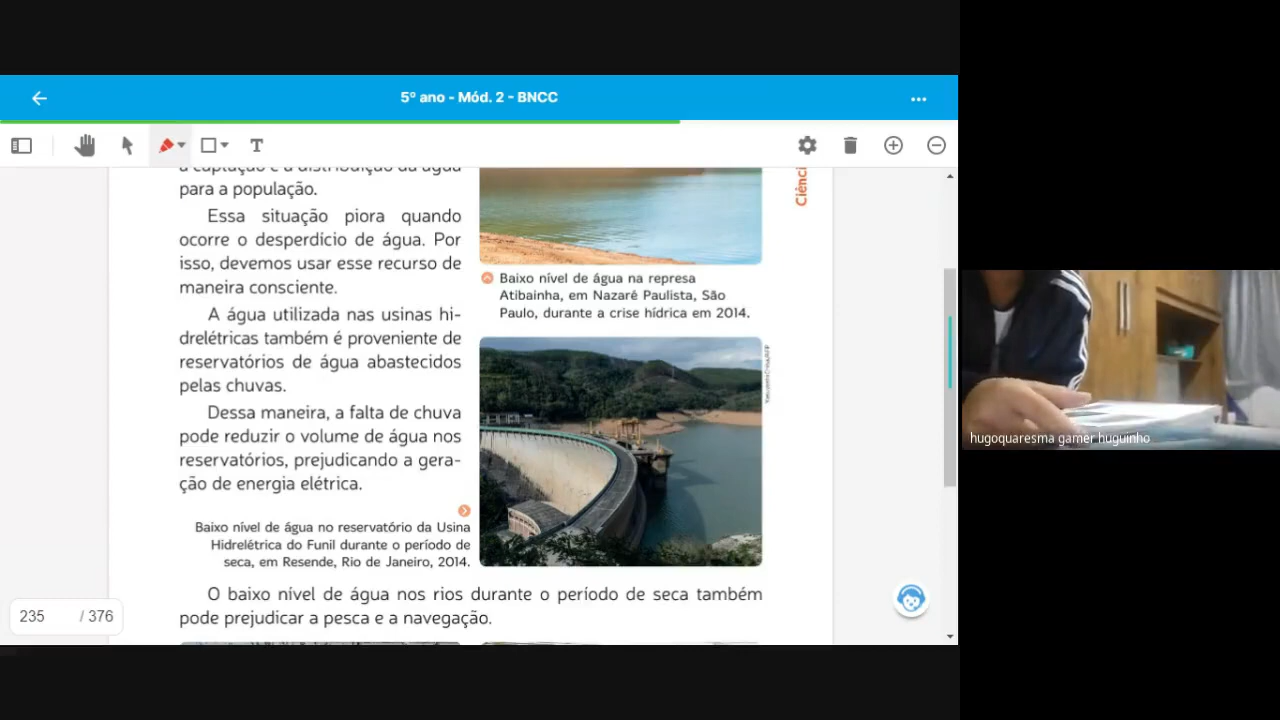 5º ano - Mód. 2 - BNCC
T
para a população.
Essa situação piora quando
ocorre o desperdício de água. Por
isso, devemos usar esse recurso de
maneira consciente.
A água utilizada nas usinas hi-
drelétricas também é proveniente de
reservatórios de água abastecidos
pelas chuvas.
Dessa maneira, a falta de chuva
pode reduzir o volume de água nos
reservatórios, prejudicando a gera-
ção de energia elétrica.
Baixo nível de água no reservatório da Usina
Hidrelétrica do Funil durante o período de
seca, em Resende, Rio de Janeiro, 2014.
Baixo nível de água na represa
Atibainha, em Nazaré Paulista, São
Paulo, durante a crise hídrica em 2014.
Ciênci
O baixo nível de água nos rios durante o período de seca também
pode prejudicar a pesca e a navegação.
235 / 376
hugoquaresma gamer huguinho